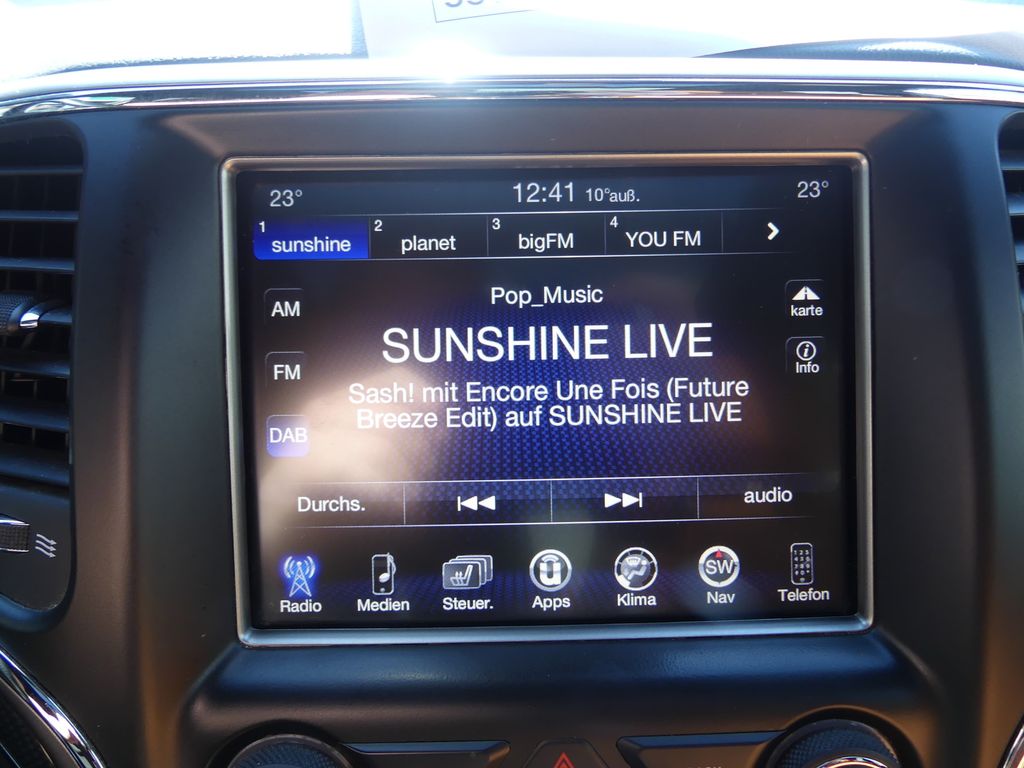 23° 12:41 10°auß. 23°
1 sunshine 2 planet 3 bigFM 4 YOU FM
Pop_Music
AM
karte
SUNSHINE LIVE
FM
Info
Sash! mit Encore Une Fois (Future
Breeze Edit) auf SUNSHINE LIVE
DAB
Durchs. audio
SW
Radio Medien Steuer. Apps Klima Nav Telefon